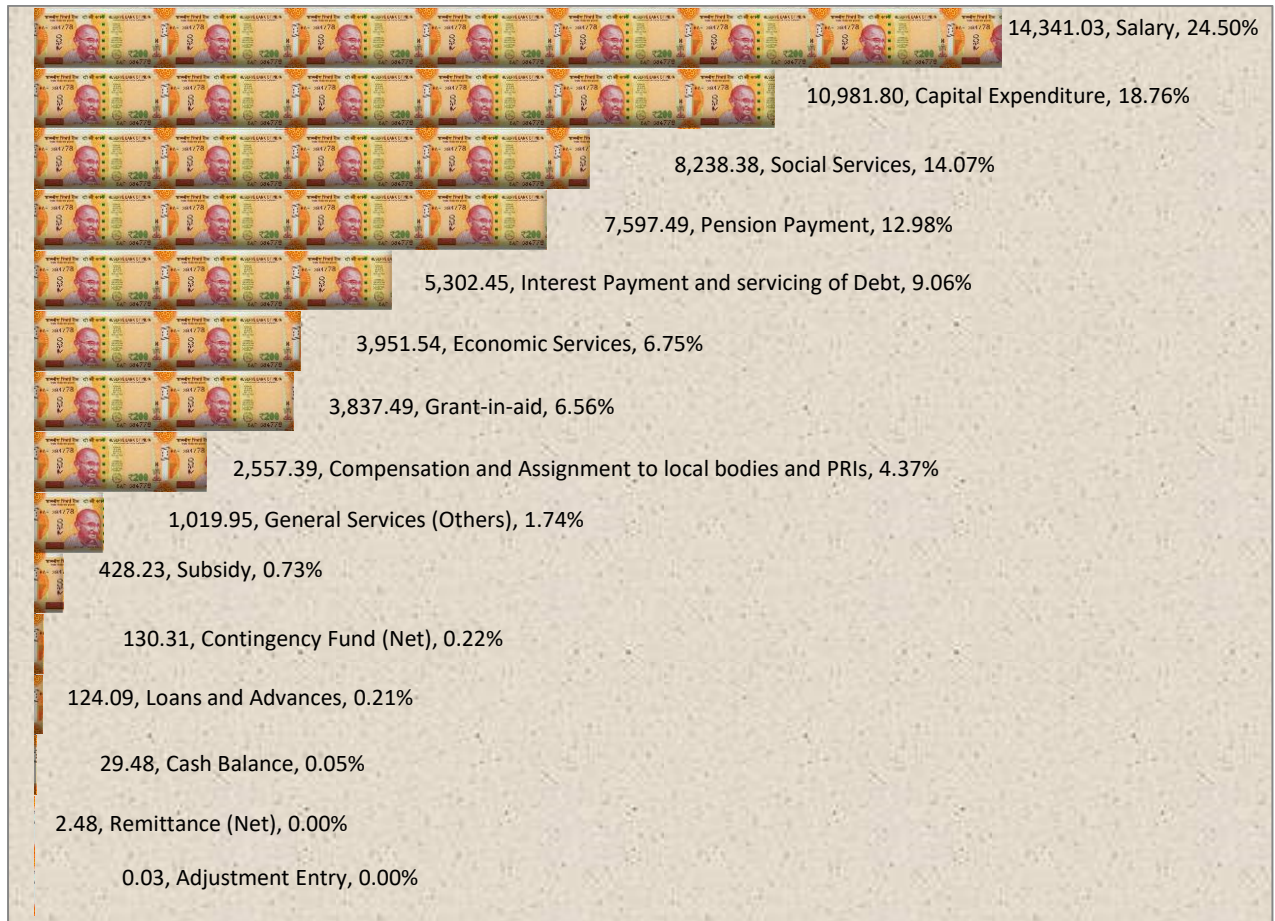 14,341.03, Salary, 24.50%
10,981.80, Capital Expenditure, 18.76%
8,238.38, Social Services, 14.07%
7,597.49, Pension Payment, 12.98%
5,302.45, Interest Payment and servicing of Debt, 9.06%
3,951.54, Economic Services, 6.75%
3,837.49, Grant-in-aid, 6.56%
2,557.39, Compensation and Assignment to local bodies and PRIs, 4.37%
1,019.95, General Services (Others), 1.74%
428.23, Subsidy, 0.73%
130.31, Contingency Fund (Net), 0.22%
124.09, Loans and Advances, 0.21%
29.48, Cash Balance, 0.05%
2.48, Remittance (Net), 0.00%
0.03, Adjustment Entry, 0.00%